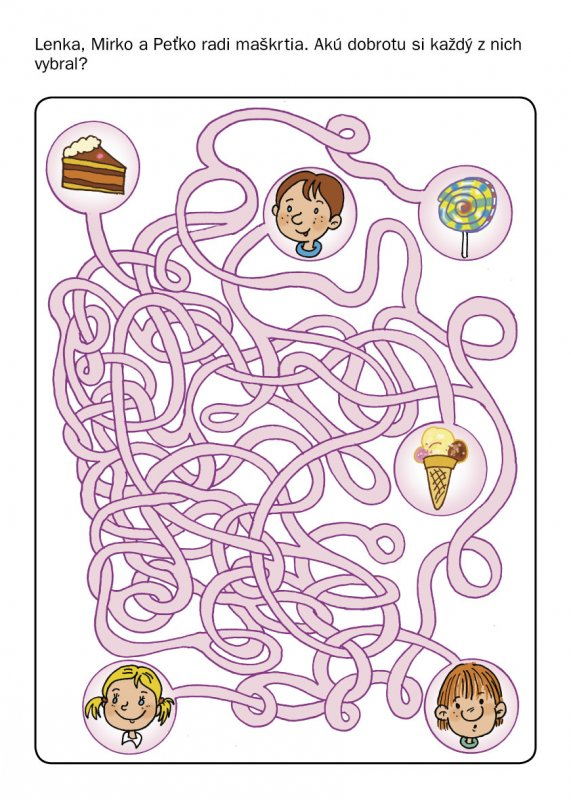 Lenka, Mirko a Peťko radi maškrtia. Akú dobrotu si každý z nich
vybral?